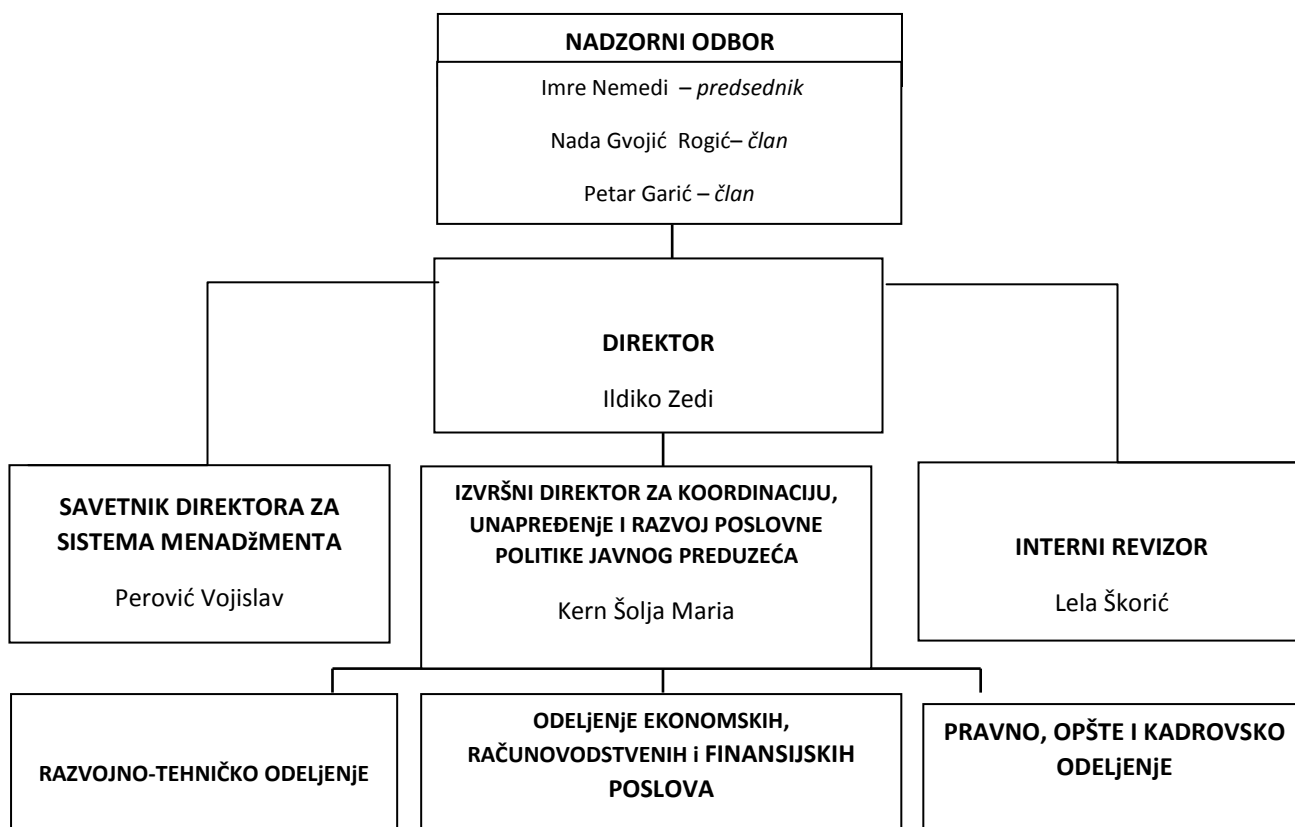 NADZORNI ODBOR
Imre Nemedi – predsednik
Nada Gvojić Rogić– član
Petar Garić – član
DIREKTOR
Ildiko Zedi
SAVETNIK DIREKTORA ZA
SISTEMA MENADžMENTA
Perović Vojislav
IZVRŠNI DIREKTOR ZA KOORDINACIJU,
UNAPREĐENjE I RAZVOJ POSLOVNE
POLITIKE JAVNOG PREDUZEĆA
Kern Šolja Maria
INTERNI REVIZOR
Lela Škorić
RAZVOJNO-TEHNIČKO ODELjENjE
ODELjENjE EKONOMSKIH,
RAČUNOVODSTVENIH i FINANSIJSKIH
POSLOVA
PRAVNO, OPŠTE I KADROVSKO
ODELjENjE